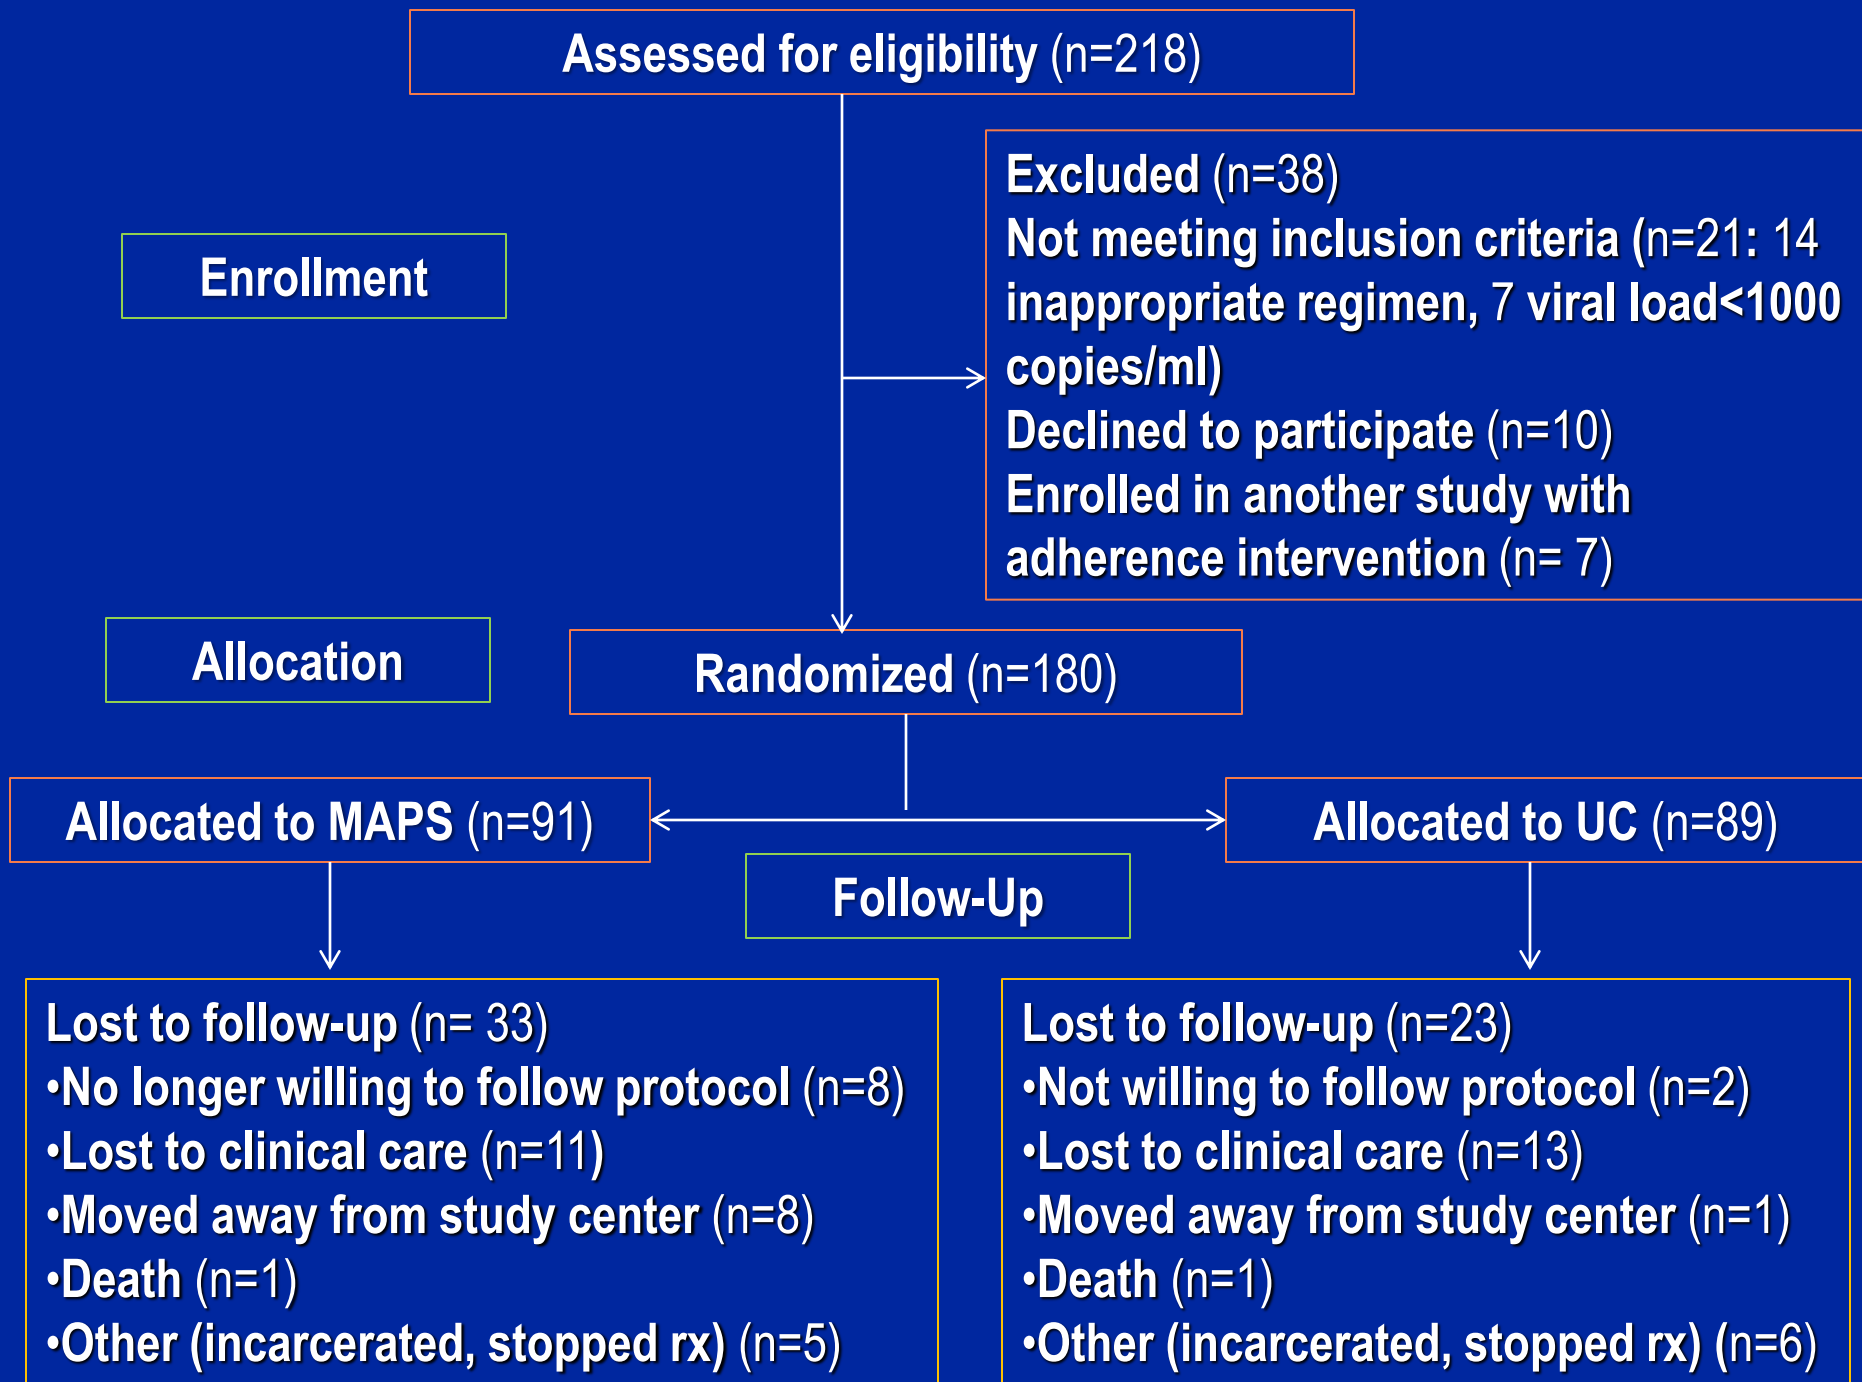 Assessed for eligibility (n=218)
Excluded (n=38)
Not meeting inclusion criteria (n=21: 14
inappropriate regimen, 7 viral load<1000
copies/ml)
Declined to participate (n=10)
Enrolled in another study with
adherence intervention (n= 7)
Enrollment
Allocation
Randomized (n=180)
Allocated to MAPS (n=91)
Allocated to UC (n=89)
Follow-Up
Lost to follow-up (n= 33)
•No longer willing to follow protocol (n=8)
•Lost to clinical care (n=11)
•Moved away from study center (n=8)
•Death (n=1)
•Other (incarcerated, stopped rx) (n=5)
Lost to follow-up (n=23)
•Not willing to follow protocol (n=2)
•Lost to clinical care (n=13)
•Moved away from study center (n=1)
•Death (n=1)
•Other (incarcerated, stopped rx) (n=6)